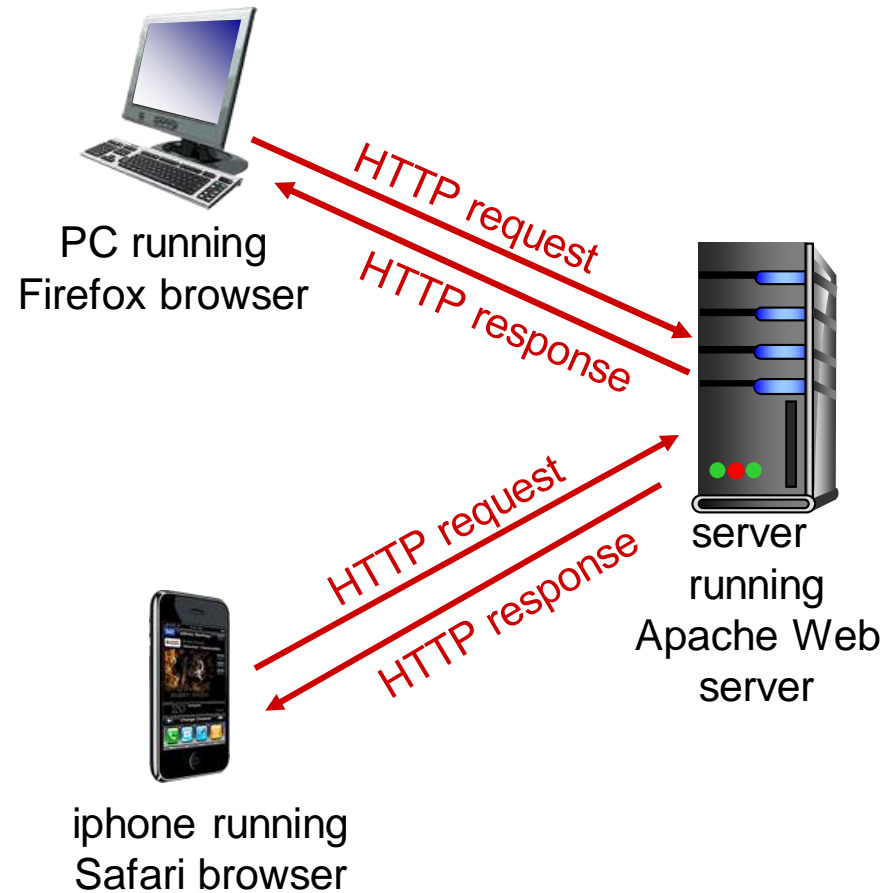 HTTP request
HTTP response
PC running
Firefox browser
server
running
Apache Web
server
HTTP request
HTTP response
iphone running
Safari browser